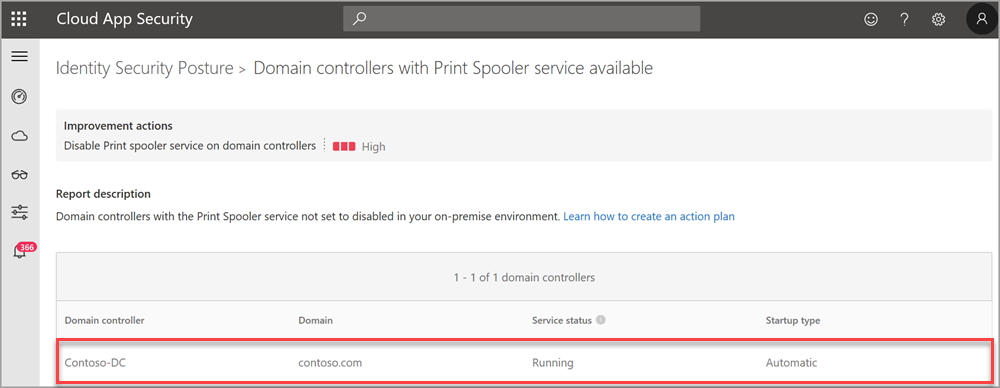 Cloud App Security
Identity Security Posture > Domain controllers with Print Spooler service available
Improvement actions
Disable Print spooler service on domain controllers High
366
Report description
Domain controllers with the Print Spooler service not set to disabled in your on-premise environment. Learn how to create an action plan
1 - 1 of 1 domain controllers
Domain controller Domain Service status Startup type
Contoso-DC contoso.com Running Automatic